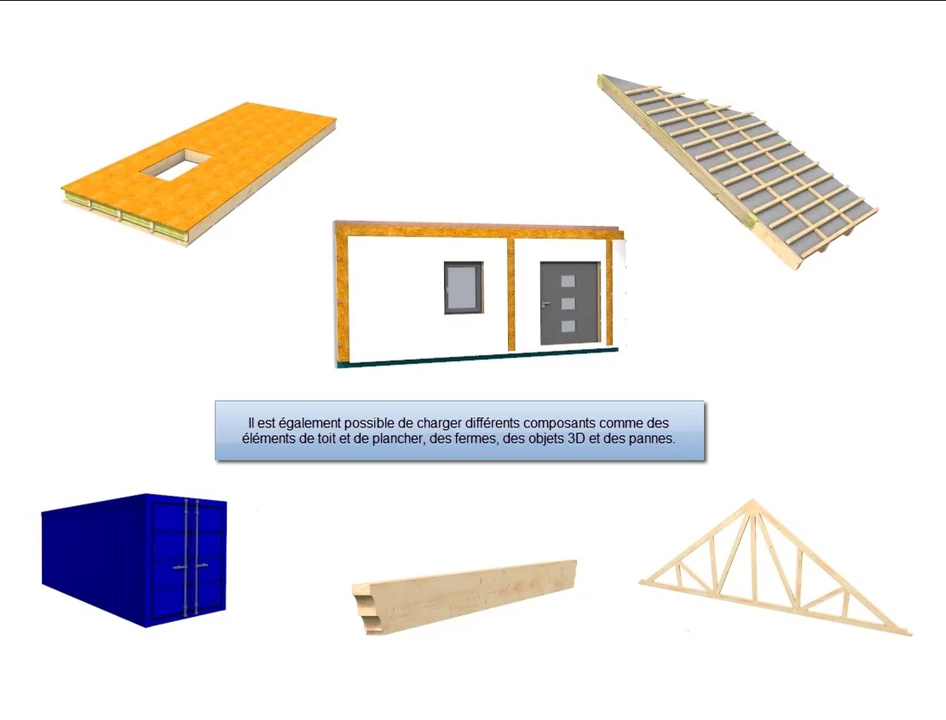 Il est également possible de charger différents composants comme des
éléments de toit et de plancher, des fermes, des objets 3D et des pannes.